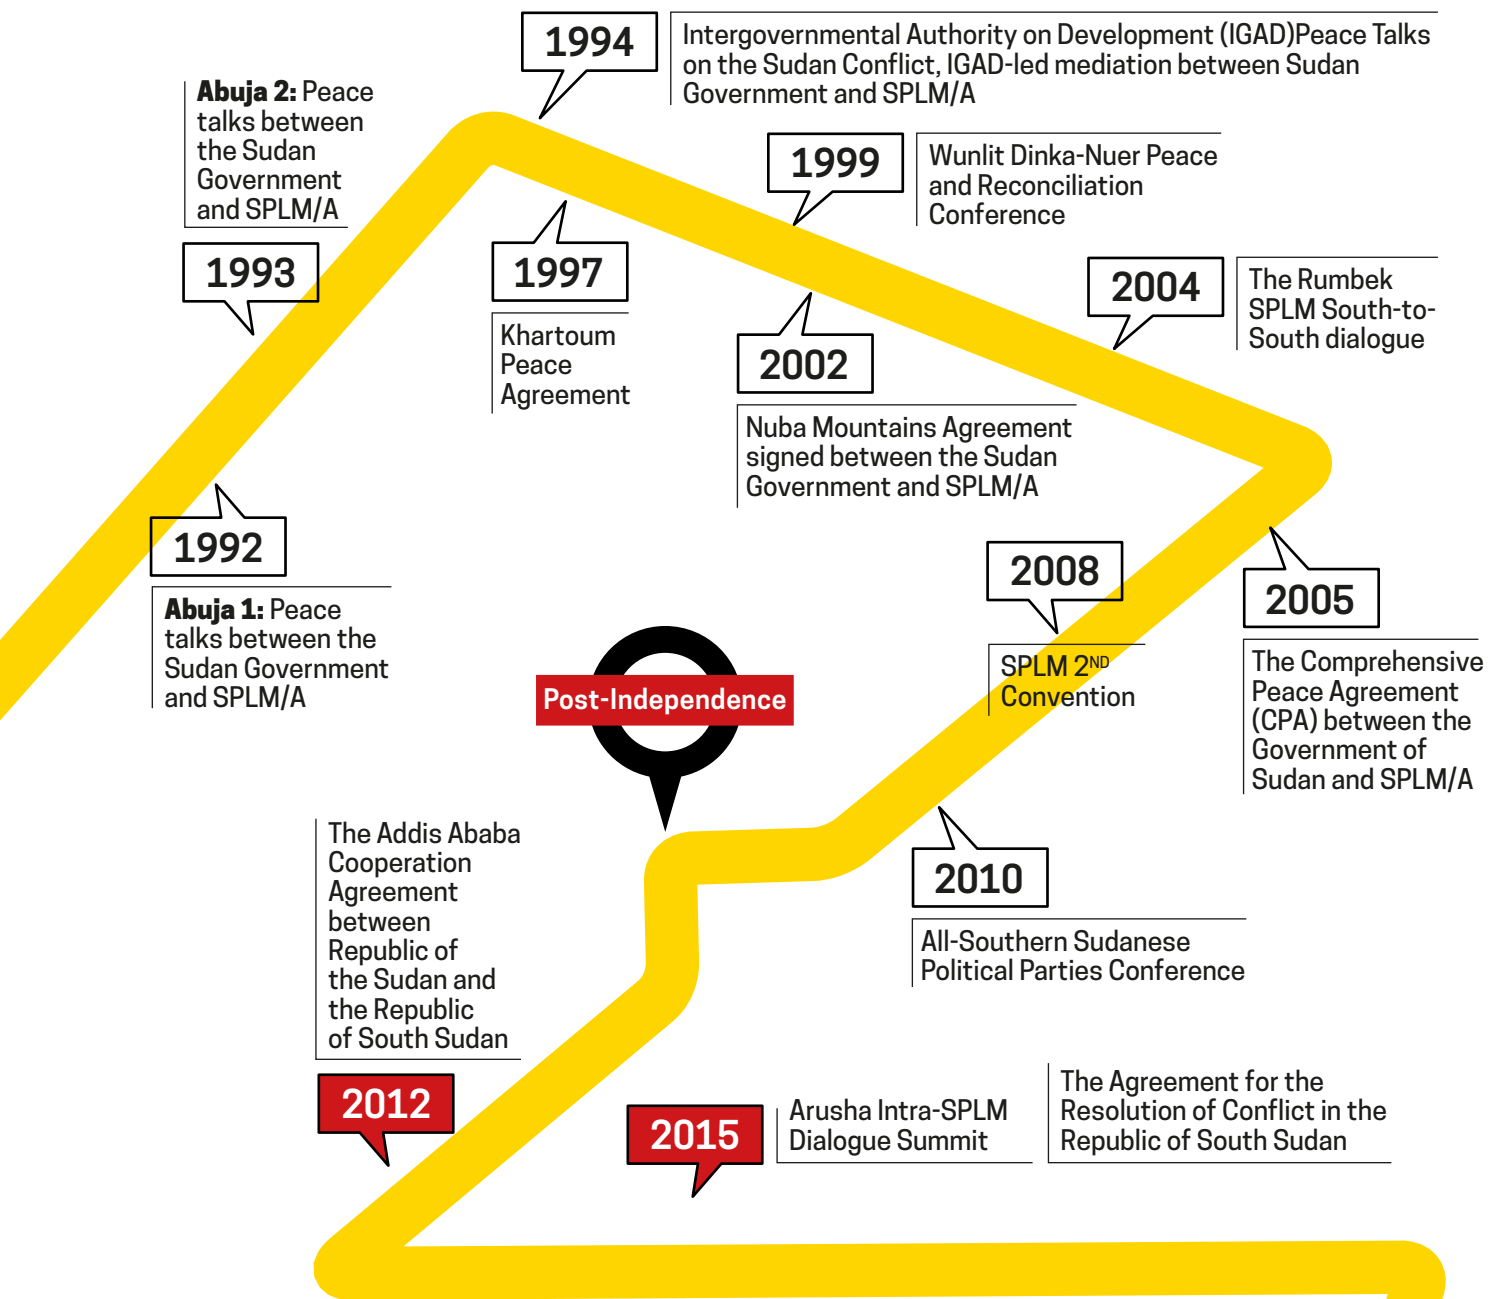 1994
Intergovernmental Authority on Development (IGAD)Peace Talks
on the Sudan Conflict, IGAD-led mediation between Sudan
Government and SPLM/A
Abuja 2: Peace
talks between
the Sudan
Government
and SPLM/A
1993
1999
Wunlit Dinka-Nuer Peace
and Reconciliation
Conference
1997
Khartoum
Peace
Agreement
2004
The Rumbek
SPLM South-to-
South dialogue
2002
Nuba Mountains Agreement
signed between the Sudan
Government and SPLM/A
1992
Abuja 1: Peace
talks between the
Sudan Government
and SPLM/A
2008
SPLM 2ND
Convention
2005
The Comprehensive
Peace Agreement
(CPA) between the
Government of
Sudan and SPLM/A
Post-Independence
2010
All-Southern Sudanese
Political Parties Conference
The Addis Ababa
Cooperation
Agreement
between
Republic of
the Sudan and
the Republic
of South Sudan
2012
2015
Arusha Intra-SPLM
Dialogue Summit
The Agreement for the
Resolution of Conflict in the
Republic of South Sudan